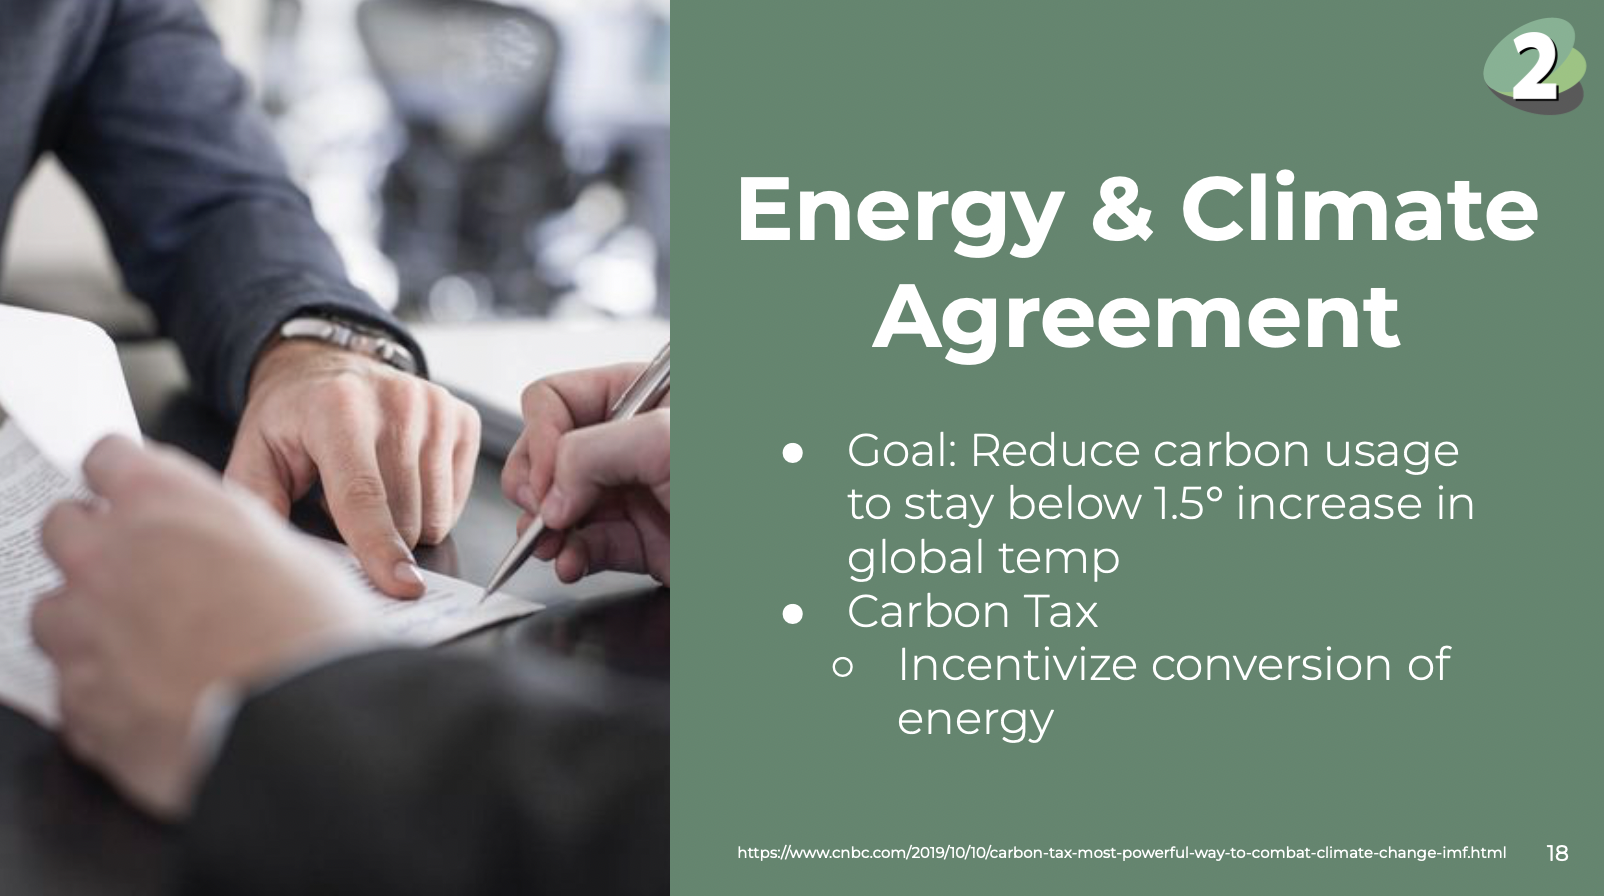 2
Energy & Climate
Agreement
● Goal: Reduce carbon usage
to stay below 1.5° increase in
global temp
● Carbon Tax
○ Incentivize conversion of
energy
https://www.cnbc.com/2019/10/10/carbon-tax-most-powerful-way-to-combat-climate-change-imf.html
18